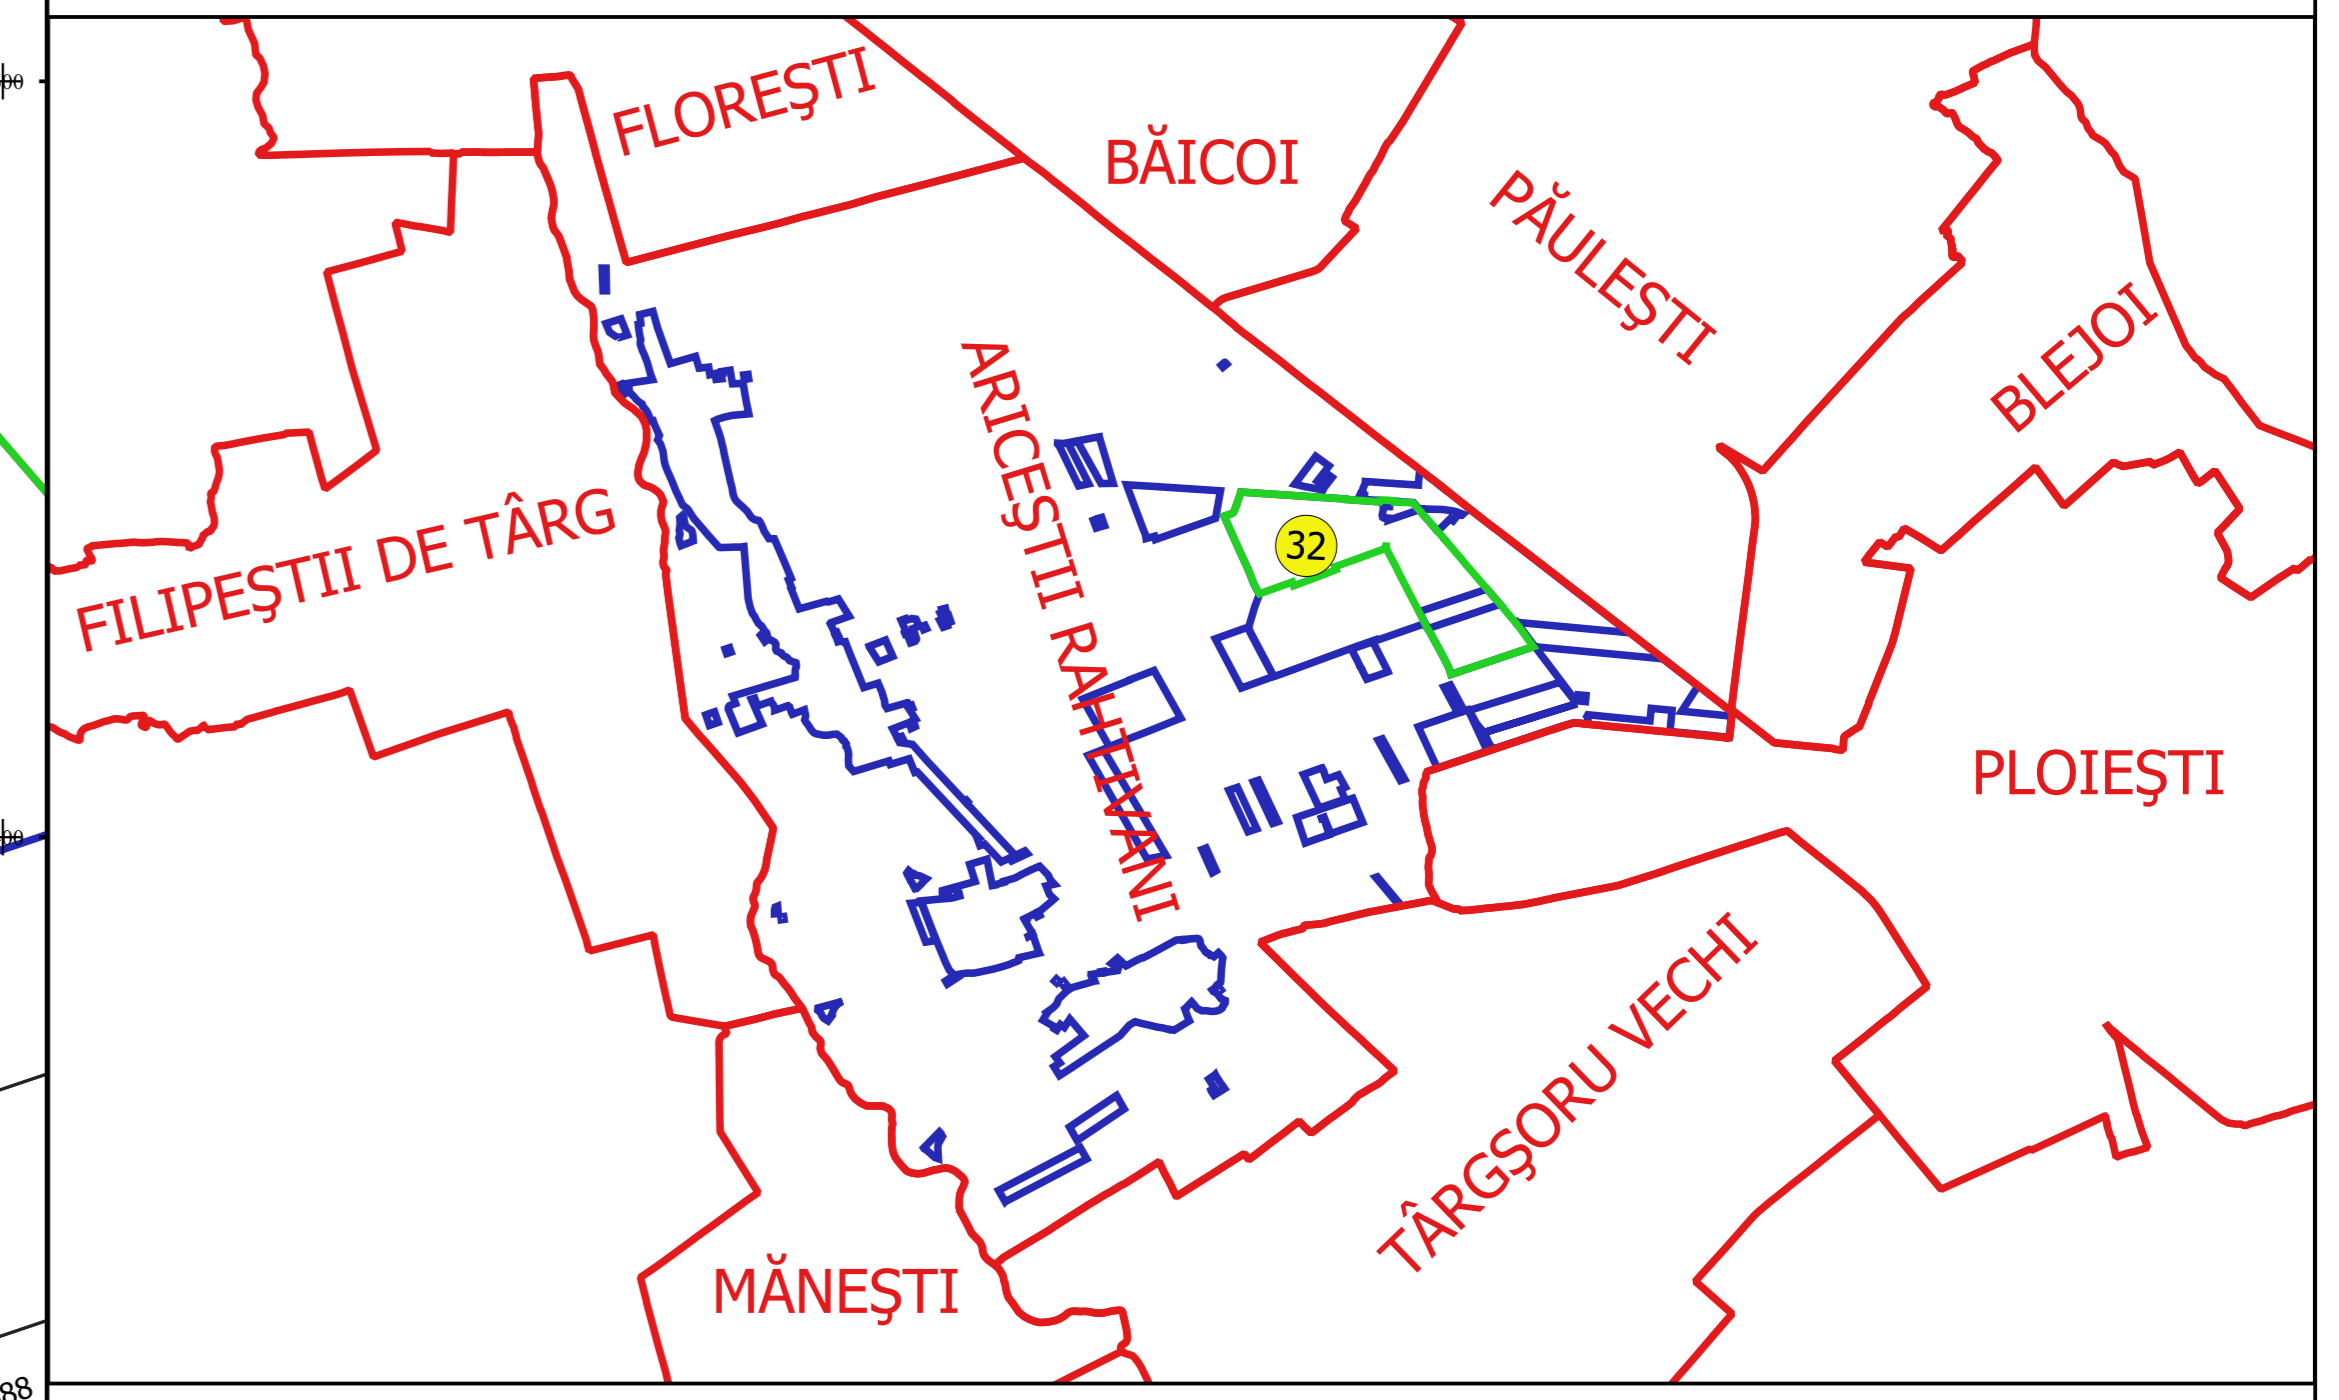 FLOREŞTI
BĂICOI
PĂULEŞTI
BLEJOI
ARICEŞTII RAHTIVANI
FILIPEŞTII DE TÂRG
32
PLOIEŞTI
TÂRGŞORU VECHI
MĂNEŞTI